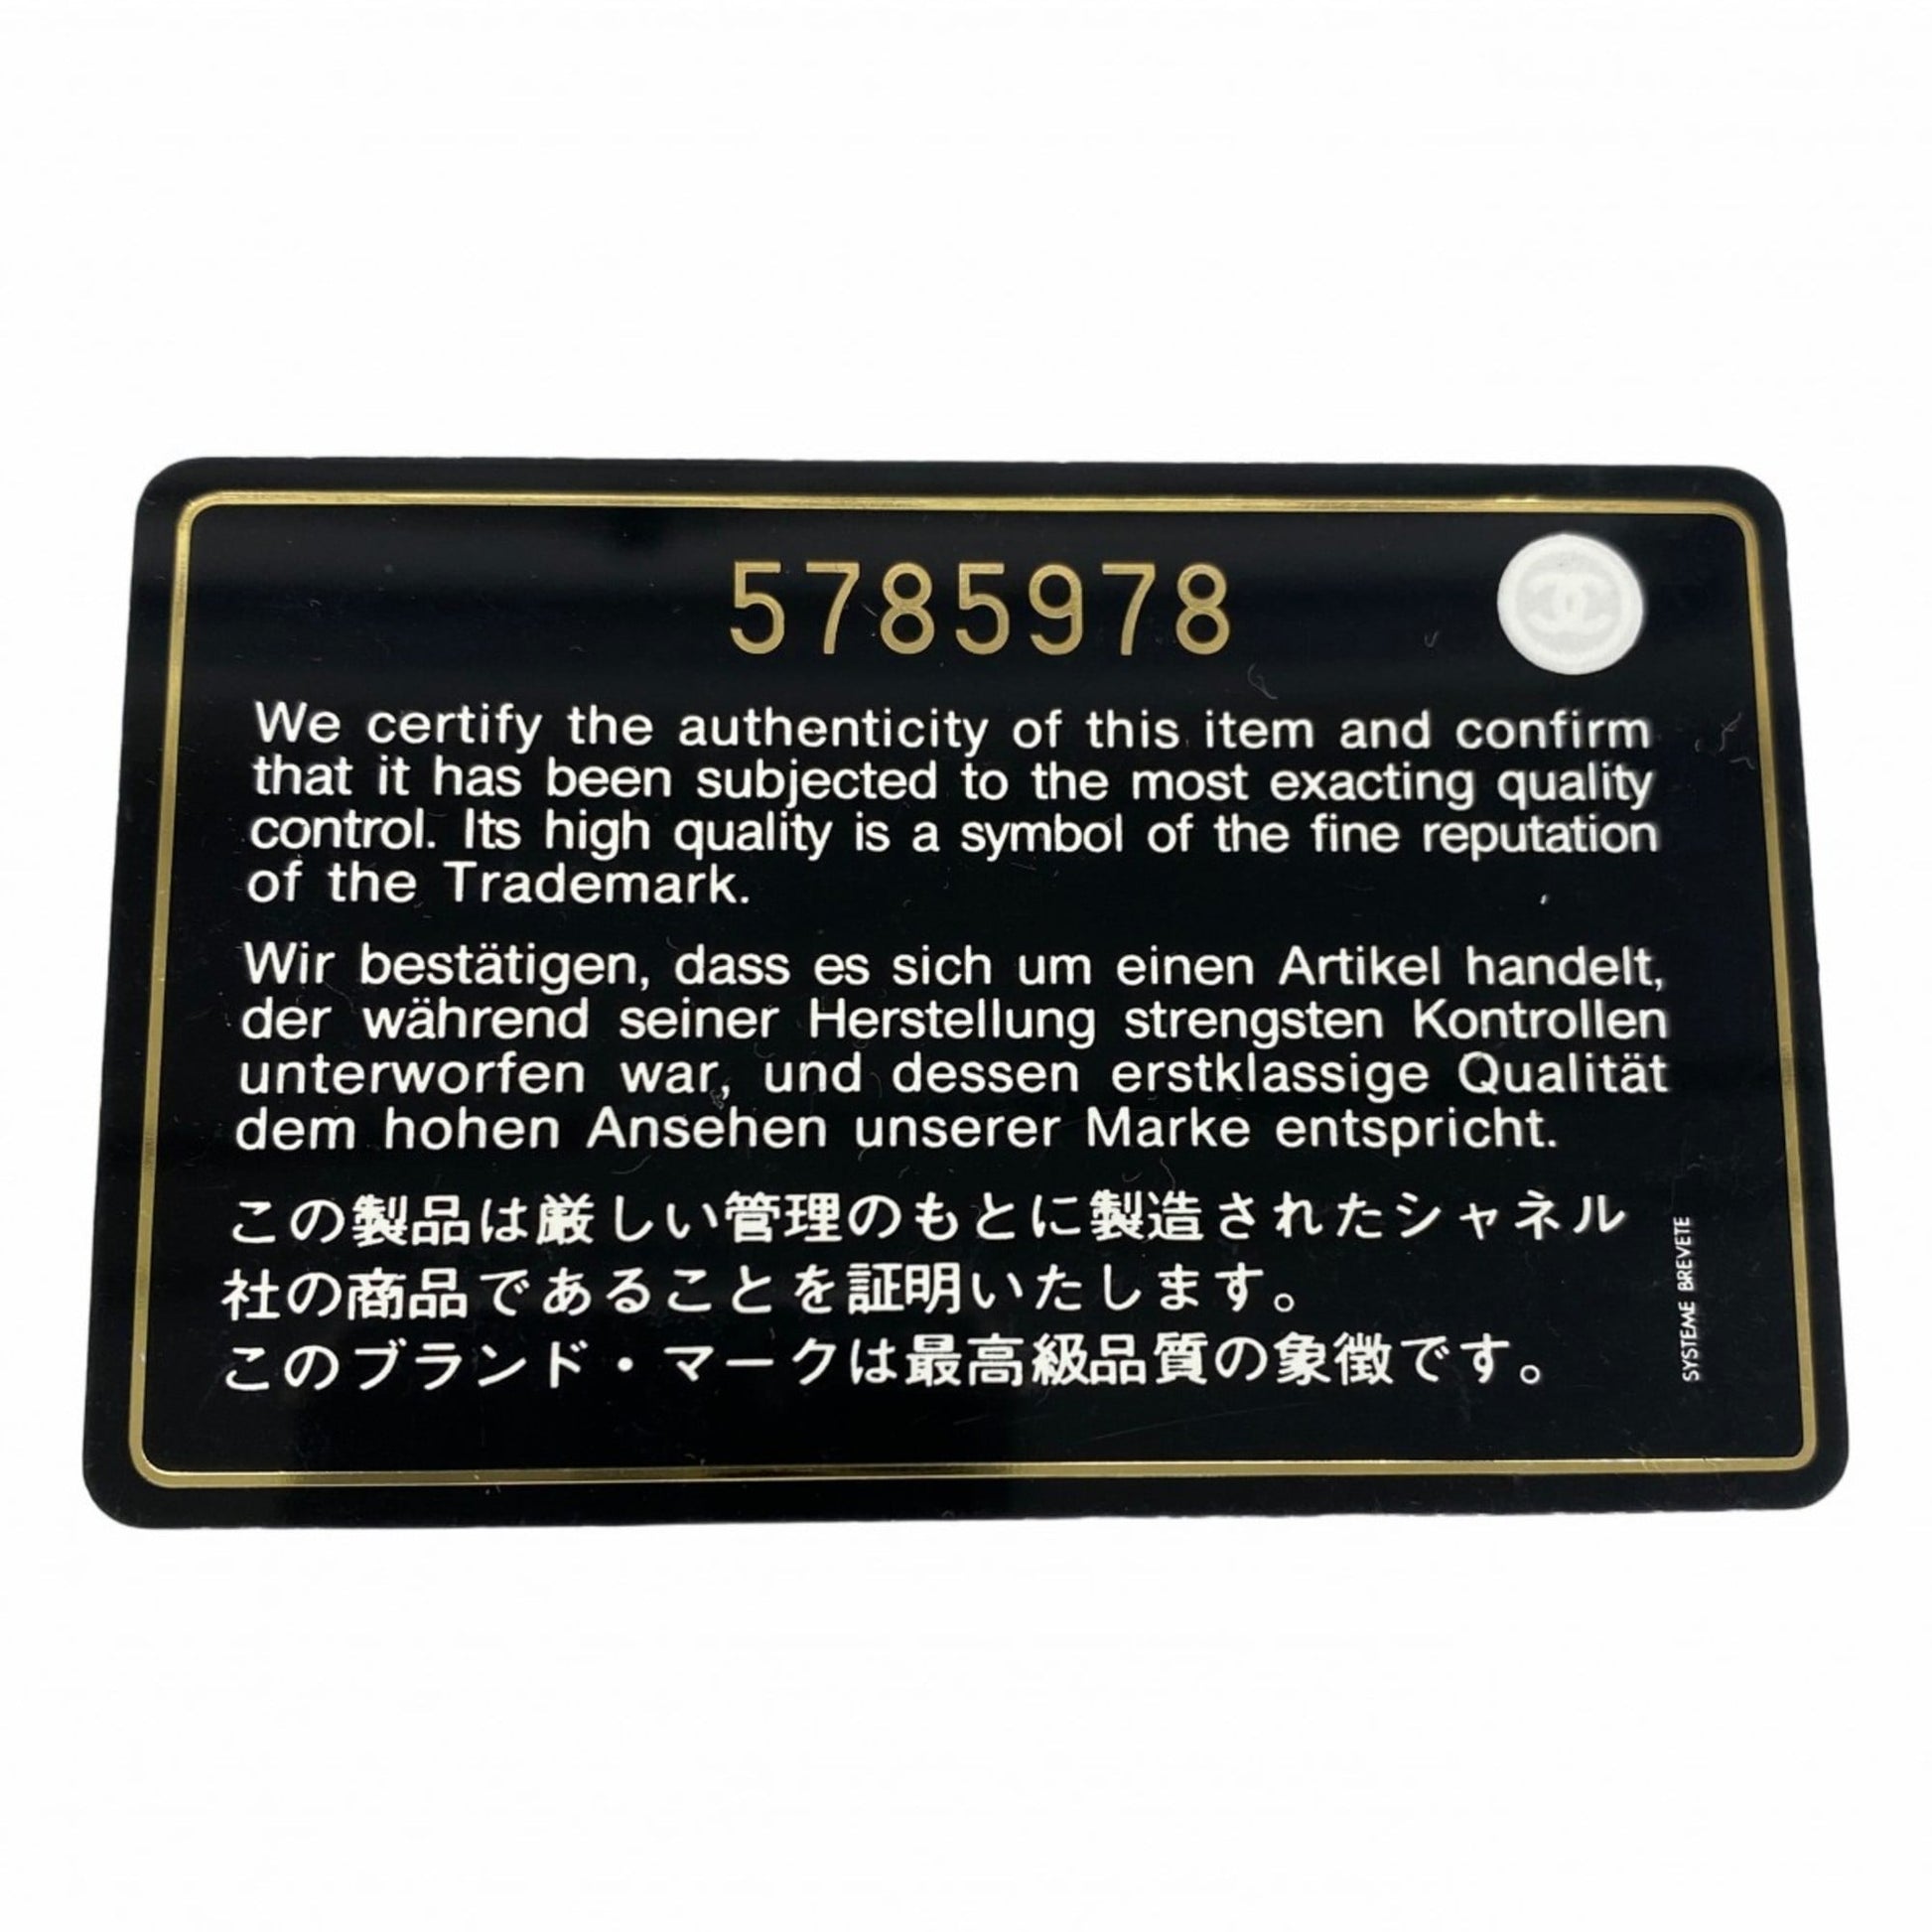 5785978
We certify the authenticity of this item and confirm
that it has been subjected to the most exacting quality
control. Its high quality is a symbol of the fine reputation
of the Trademark.
Wir bestätigen, dass es sich um einen Artikel handelt,
der während seiner Herstellung strengsten Kontrollen
unterworfen war, und dessen erstklassige Qualität
dem hohen Ansehen unserer Marke entspricht.
この製品は厳しい管理のもとに製造されたシャネル
社の商品であることを証明いたします。
このブランド・マークは最高級品質の象徴です。
SYSTEME BREVETE